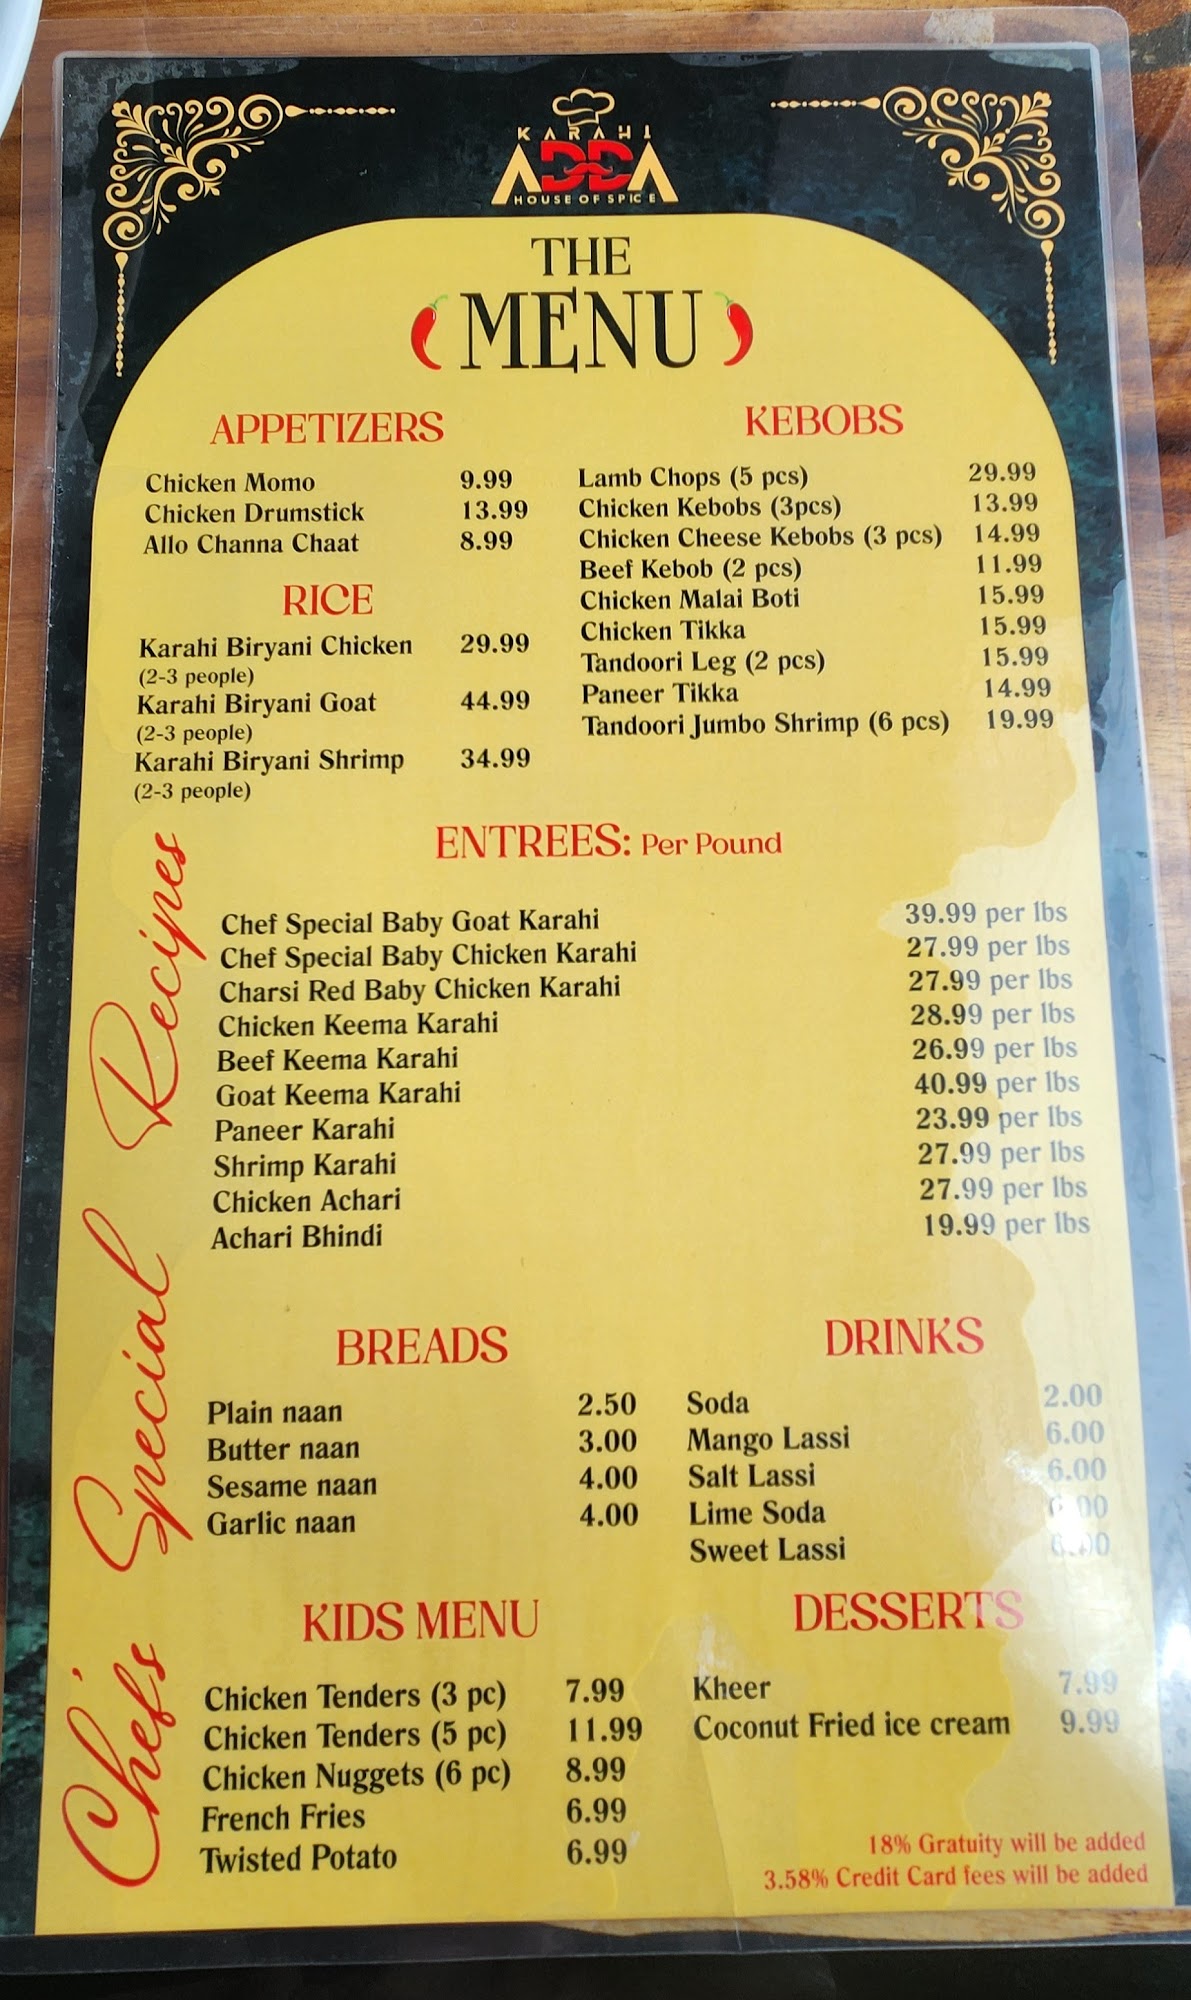 KARAHI
ADDA
HOUSE OF SPICE
THE
MENU
APPETIZERS
Chicken Momo 9.99
Chicken Drumstick 13.99
Allo Channa Chaat 8.99
RICE
Karahi Biryani Chicken 29.99
(2-3 people)
Karahi Biryani Goat 44.99
(2-3 people)
Karahi Biryani Shrimp 34.99
(2-3 people)
KEBOBS
Lamb Chops (5 pcs) 29.99
Chicken Kebobs (3pcs) 13.99
Chicken Cheese Kebobs (3 pcs) 14.99
Beef Kebob (2 pcs) 11.99
Chicken Malai Boti 15.99
Chicken Tikka 15.99
Tandoori Leg (2 pcs) 15.99
Paneer Tikka 14.99
Tandoori Jumbo Shrimp (6 pcs) 19.99
Chef's Special Recipes
ENTREES: Per Pound
Chef Special Baby Goat Karahi 39.99 per lbs
Chef Special Baby Chicken Karahi 27.99 per lbs
Charsi Red Baby Chicken Karahi 27.99 per lbs
Chicken Keema Karahi 28.99 per lbs
Beef Keema Karahi 26.99 per lbs
Goat Keema Karahi 40.99 per lbs
Paneer Karahi 23.99 per lbs
Shrimp Karahi 27.99 per lbs
Chicken Achari 27.99 per lbs
Achari Bhindi 19.99 per lbs
BREADS
Plain naan 2.50
Butter naan 3.00
Sesame naan 4.00
Garlic naan 4.00
DRINKS
Soda 2.00
Mango Lassi 6.00
Salt Lassi 6.00
Lime Soda
Sweet Lassi
KIDS MENU
Chicken Tenders (3 pc) 7.99
Chicken Tenders (5 pc) 11.99
Chicken Nuggets (6 pc) 8.99
French Fries 6.99
Twisted Potato 6.99
DESSERTS
Kheer 7.99
Coconut Fried ice cream 9.99
18% Gratuity will be added
3.58% Credit Card fees will be added